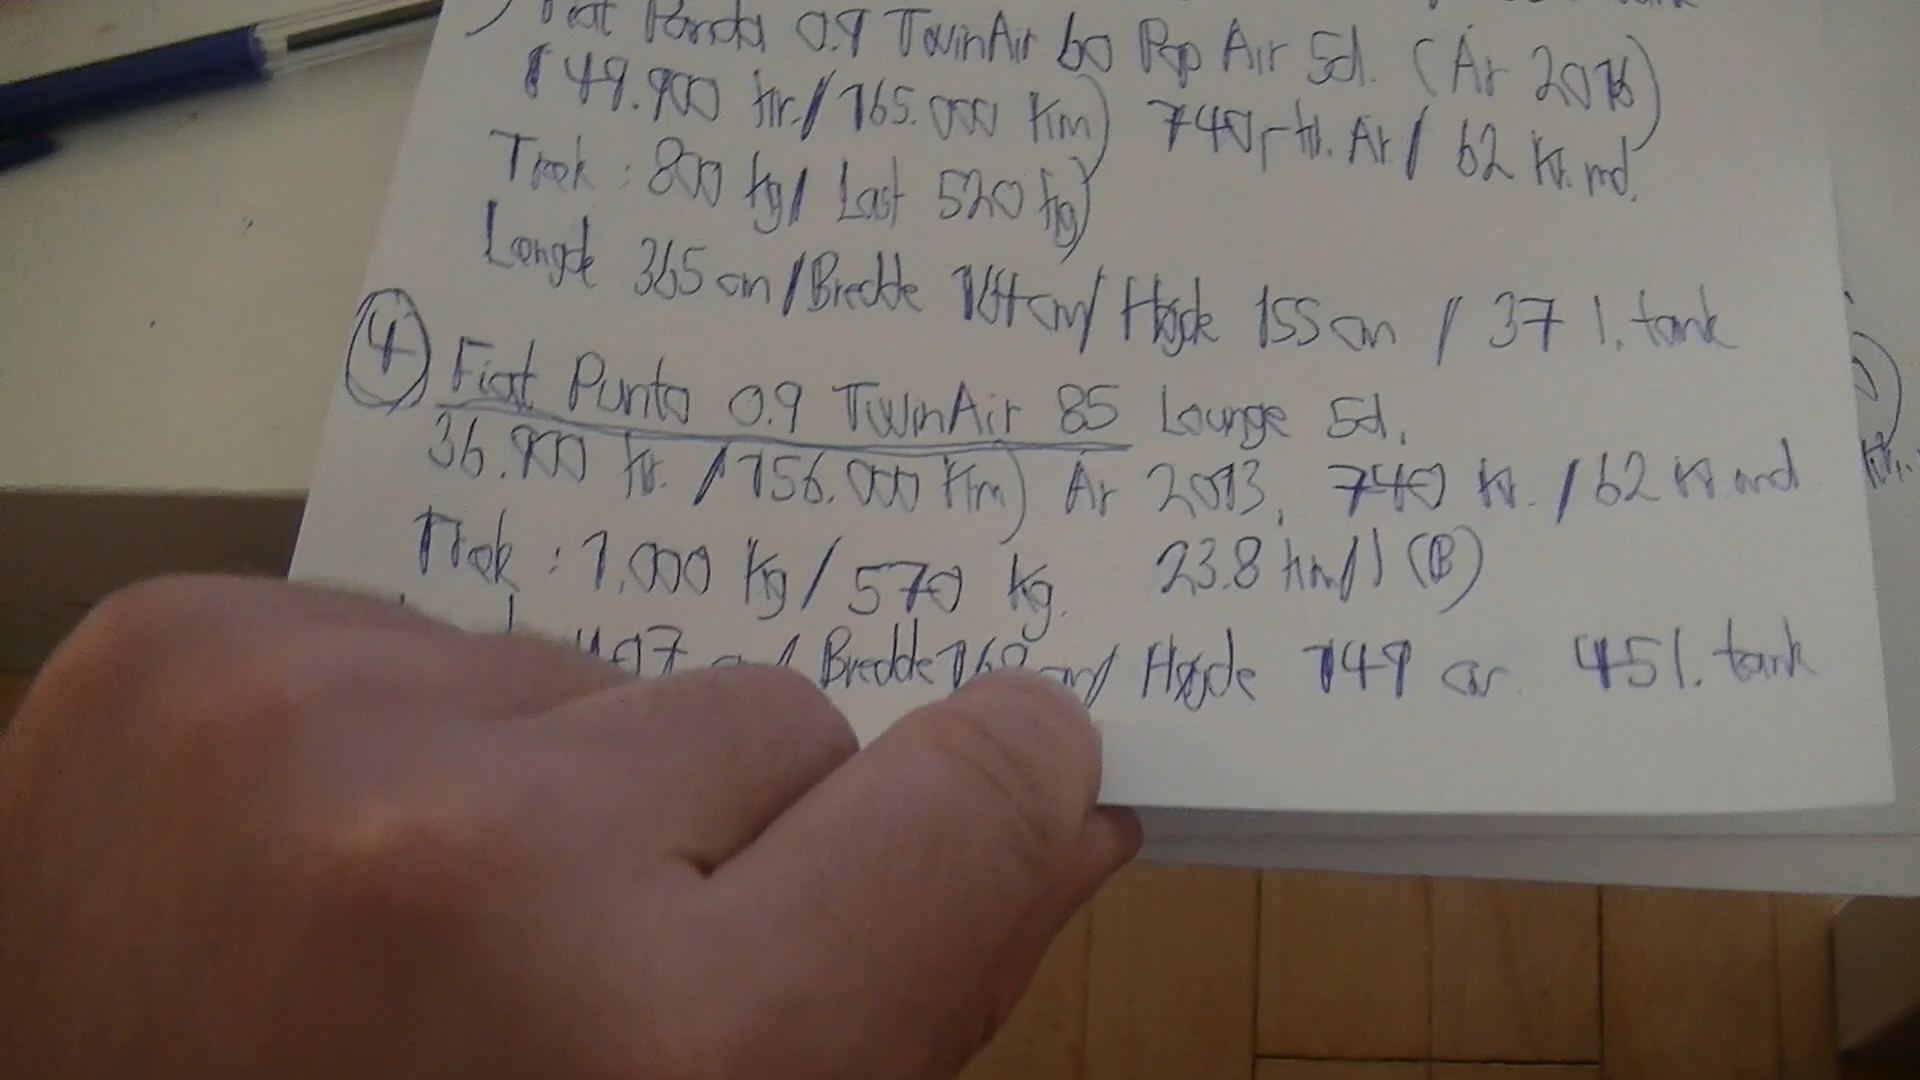 Fiat Panda 0.9 TwinAir 60 Pop Air 5d. (År 2016)
49.900 kr./165.000 Km) 740,- kr. År / 62 Kr. md.
Træk: 800 kg / Last 520 kg)
Længde 365 cm / Bredde 164 cm / Højde 155 cm / 37 l. tank
4 Fiat Punto 0.9 TwinAir 85 Lounge 5d.
36.900 kr. / 156.000 Km) År 2013, 740 kr. / 62 kr. md
Træk: 1.000 Kg / 570 kg. 23.8 km/l (B)
Bredde cm / Højde 149 cm 45 l. tank